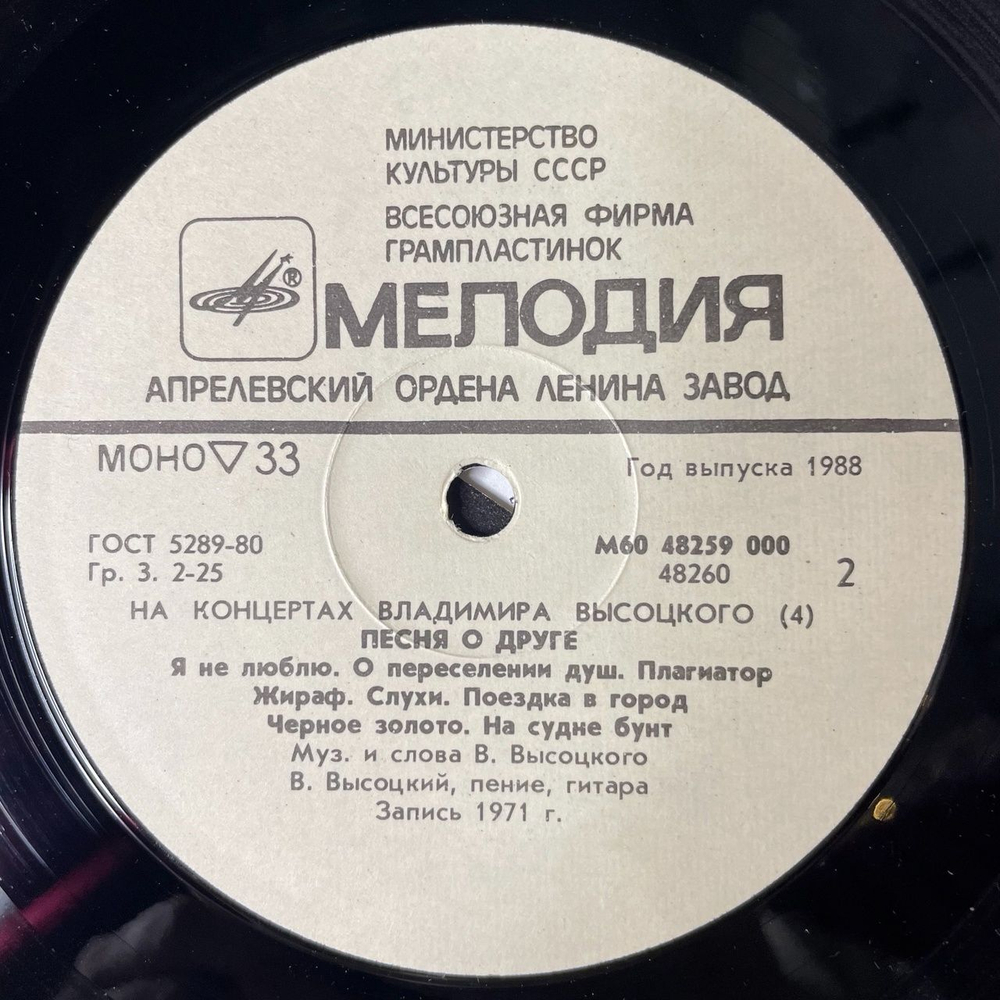 МИНИСТЕРСТВО
КУЛЬТУРЫ СССР
ВСЕСОЮЗНАЯ ФИРМА
ГРАМПЛАСТИНОК
®
МЕЛОДИЯ
АПРЕЛЕВСКИЙ ОРДЕНА ЛЕНИНА ЗАВОД
МОНО ▽ 33
Год выпуска 1988
ГОСТ 5289-80
Гр. 3. 2-25
М60 48259 000
48260
2
НА КОНЦЕРТАХ ВЛАДИМИРА ВЫСОЦКОГО (4)
ПЕСНЯ О ДРУГЕ
Я не люблю. О переселении душ. Плагиатор
Жираф. Слухи. Поездка в город
Черное золото. На судне бунт
Муз. и слова В. Высоцкого
В. Высоцкий, пение, гитара
Запись 1971 г.